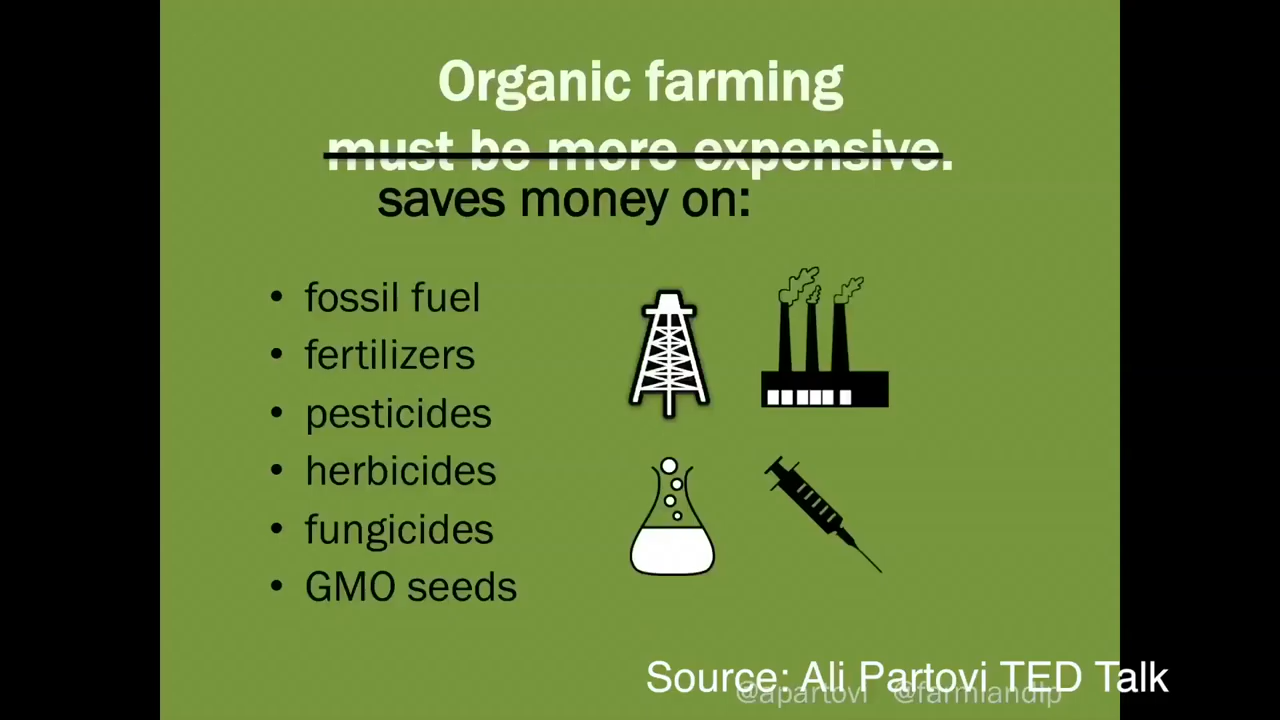 Organic farming
must be more expensive.
saves money on:
• fossil fuel
• fertilizers
• pesticides
• herbicides
• fungicides
• GMO seeds
Source: Ali Partovi TED Talk
@apartovi @farmlandlp